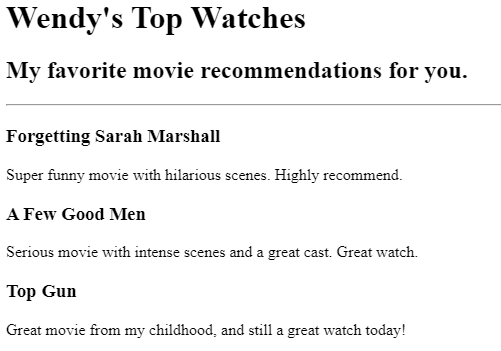 Wendy's Top Watches
My favorite movie recommendations for you.
Forgetting Sarah Marshall
Super funny movie with hilarious scenes. Highly recommend.
A Few Good Men
Serious movie with intense scenes and a great cast. Great watch.
Top Gun
Great movie from my childhood, and still a great watch today!